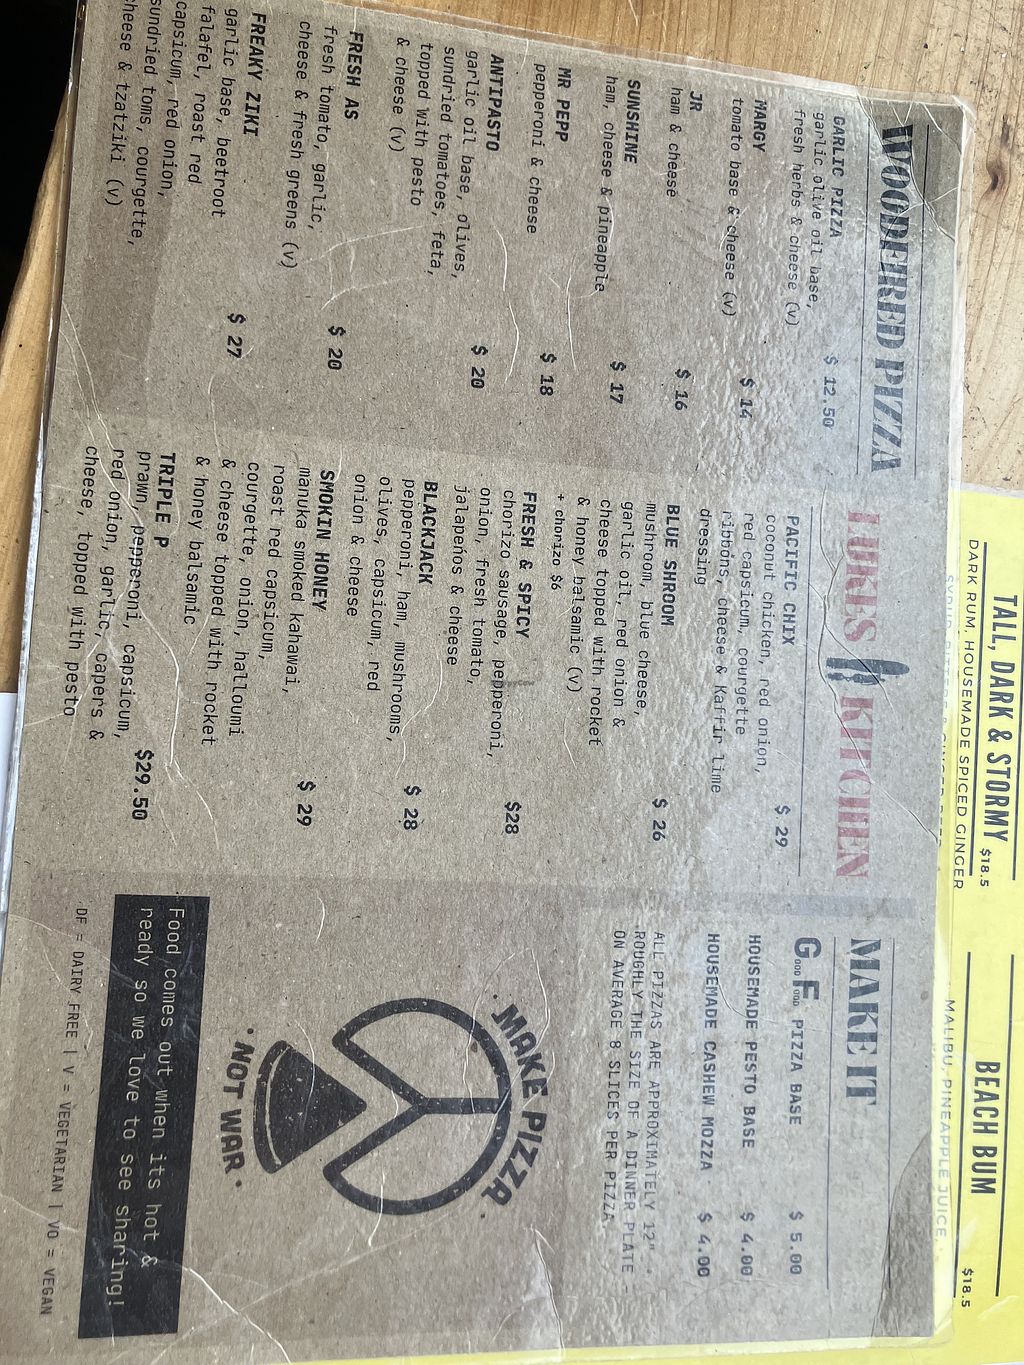 WOODFIRED PIZZA
GARLIC PIZZA
garlic olive oil base,
fresh herbs & cheese (v)
$ 12.50
MARGY
tomato base & cheese (v)
$ 14
JR
ham & cheese
$ 16
SUNSHINE
ham, cheese & pineapple
$ 17
MR PEPP
pepperoni & cheese
$ 18
ANTIPASTO
garlic oil base, olives,
sundried tomatoes, feta,
topped with pesto
& cheese (v)
$ 20
FRESH AS
fresh tomato, garlic,
cheese & fresh greens (v)
$ 20
FREAKY ZIKI
garlic base, beetroot
falafel, roast red
capsicum, red onion,
sundried toms, courgette,
cheese & tzatziki (v)
$ 27
LUKES KITCHEN
PACIFIC CHIX
coconut chicken, red onion,
red capsicum, courgette
ribbons, cheese & Kaffir lime
dressing
$ 29
BLUE SHROOM
mushroom, blue cheese,
garlic oil, red onion &
cheese topped with rocket
& honey balsamic (v)
+ chorizo $6
$ 26
FRESH & SPICY
chorizo sausage, pepperoni,
onion, fresh tomato,
jalapeños & cheese
$28
BLACKJACK
pepperoni, ham, mushrooms,
olives, capsicum, red
onion & cheese
$ 28
SMOKIN HONEY
manuka smoked kahawai,
roast red capsicum,
courgette, onion, halloumi
& cheese topped with rocket
& honey balsamic
$ 29
TRIPLE P
prawn, pepperoni, capsicum,
red onion, garlic, capers &
cheese, topped with pesto
$29.50
MAKE IT
GOOD FOOD PIZZA BASE $ 5.00
HOUSEMADE PESTO BASE $ 4.00
HOUSEMADE CASHEW MOZZA $ 4.00
ALL PIZZAS ARE APPROXIMATELY 12" -
ROUGHLY THE SIZE OF A DINNER PLATE -
ON AVERAGE 8 SLICES PER PIZZA
· MAKE PIZZA ·
· NOT WAR ·
Food comes out when its hot &
ready so we love to see sharing!
DF = DAIRY FREE | V = VEGETARIAN | VO = VEGAN
TALL, DARK & STORMY $18.5
DARK RUM, HOUSEMADE SPICED GINGER
BEACH BUM $18.5
MALIBU, PINEAPPLE JUICE,